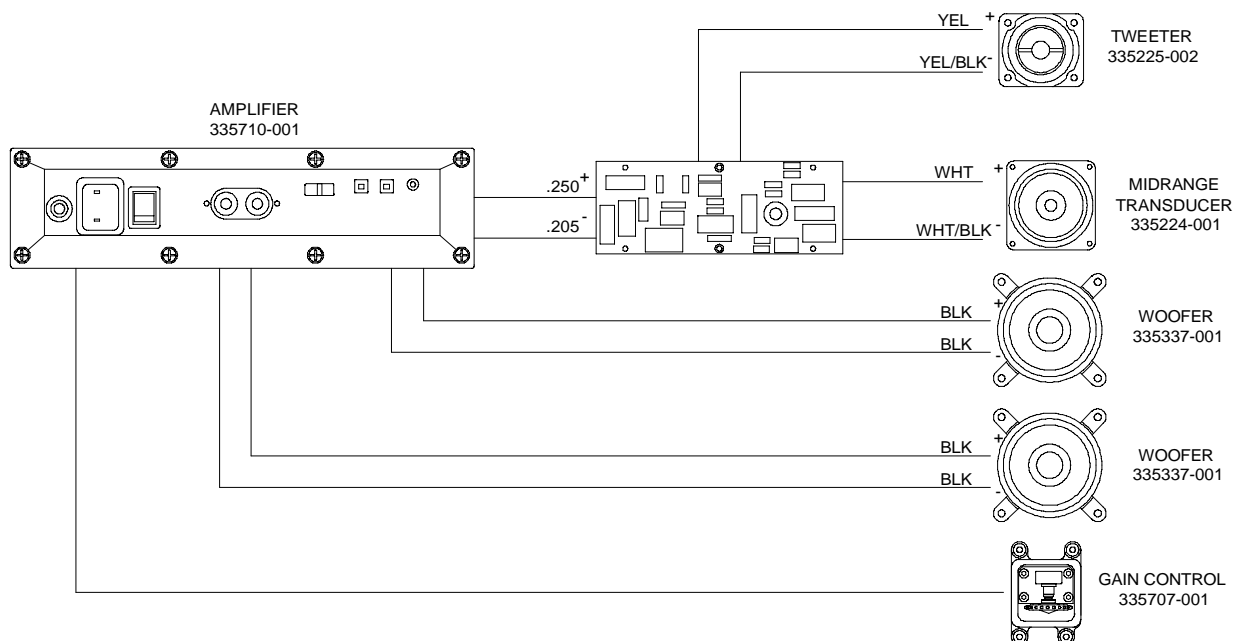 YEL +
TWEETER
335225-002
YEL/BLK -
AMPLIFIER
335710-001
.250 +
.205 -
WHT +
MIDRANGE
TRANSDUCER
335224-001
WHT/BLK -
BLK +
WOOFER
335337-001
BLK -
BLK +
WOOFER
335337-001
BLK -
GAIN CONTROL
335707-001